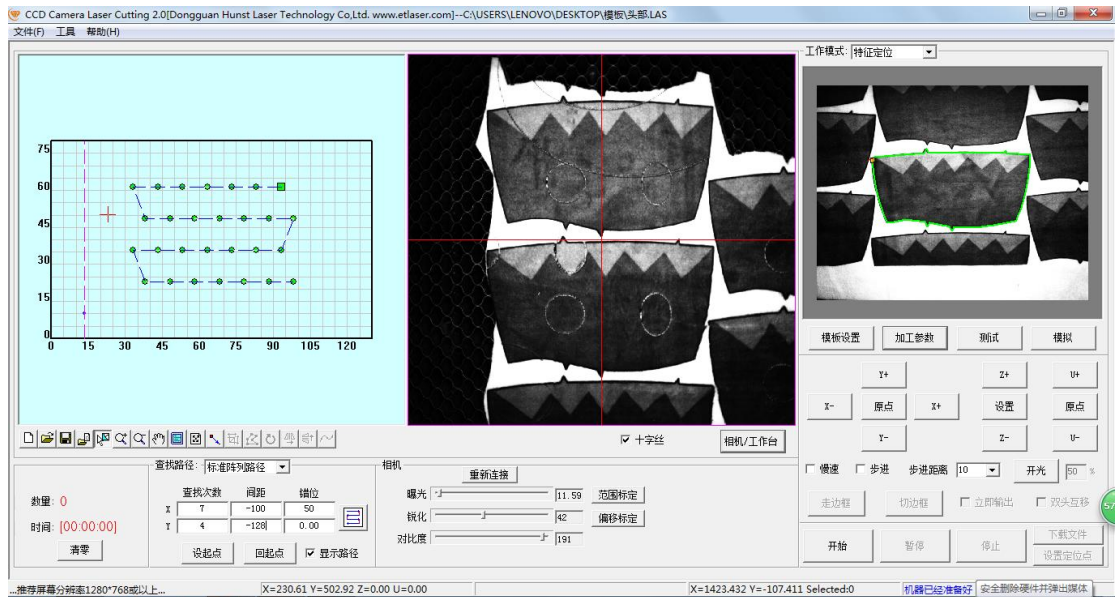 CCD Camera Laser Cutting 2.0[Dongguan Hunst Laser Technology Co,Ltd. www.etlaser.com]--C:\USERS\LENOVO\DESKTOP\模板\头部.LAS
文件(F) 工具 帮助(H)
工作模式: 特征定位
75
60
45
30
15
0
0 15 30 45 60 75 90 105 120
模板设置 加工参数 测试 模拟
Y+ Z+ U+
X- 原点 X+ 设置 原点
Y- Z- U-
十字丝 相机/工作台
慢速 步进 步进距离 10 开光 50 %
走边框 切边框 立即输出 双头互移
开始 暂停 停止 下载文件
设置定位点
数量: 0
时间: [00:00:00]
清零
查找路径: 标准阵列路径
查找次数 间距 错位
X 7 -100 50
Y 4 -128 0.00
设起点 回起点 显示路径
相机
重新连接
曝光 11.59 范围标定
锐化 42 偏移标定
对比度 191
57
...推荐屏幕分辨率1280*768或以上... X=230.61 Y=502.92 Z=0.00 U=0.00 X=1423.432 Y=-107.411 Selected:0 机器已经准备好 安全删除硬件并弹出媒体